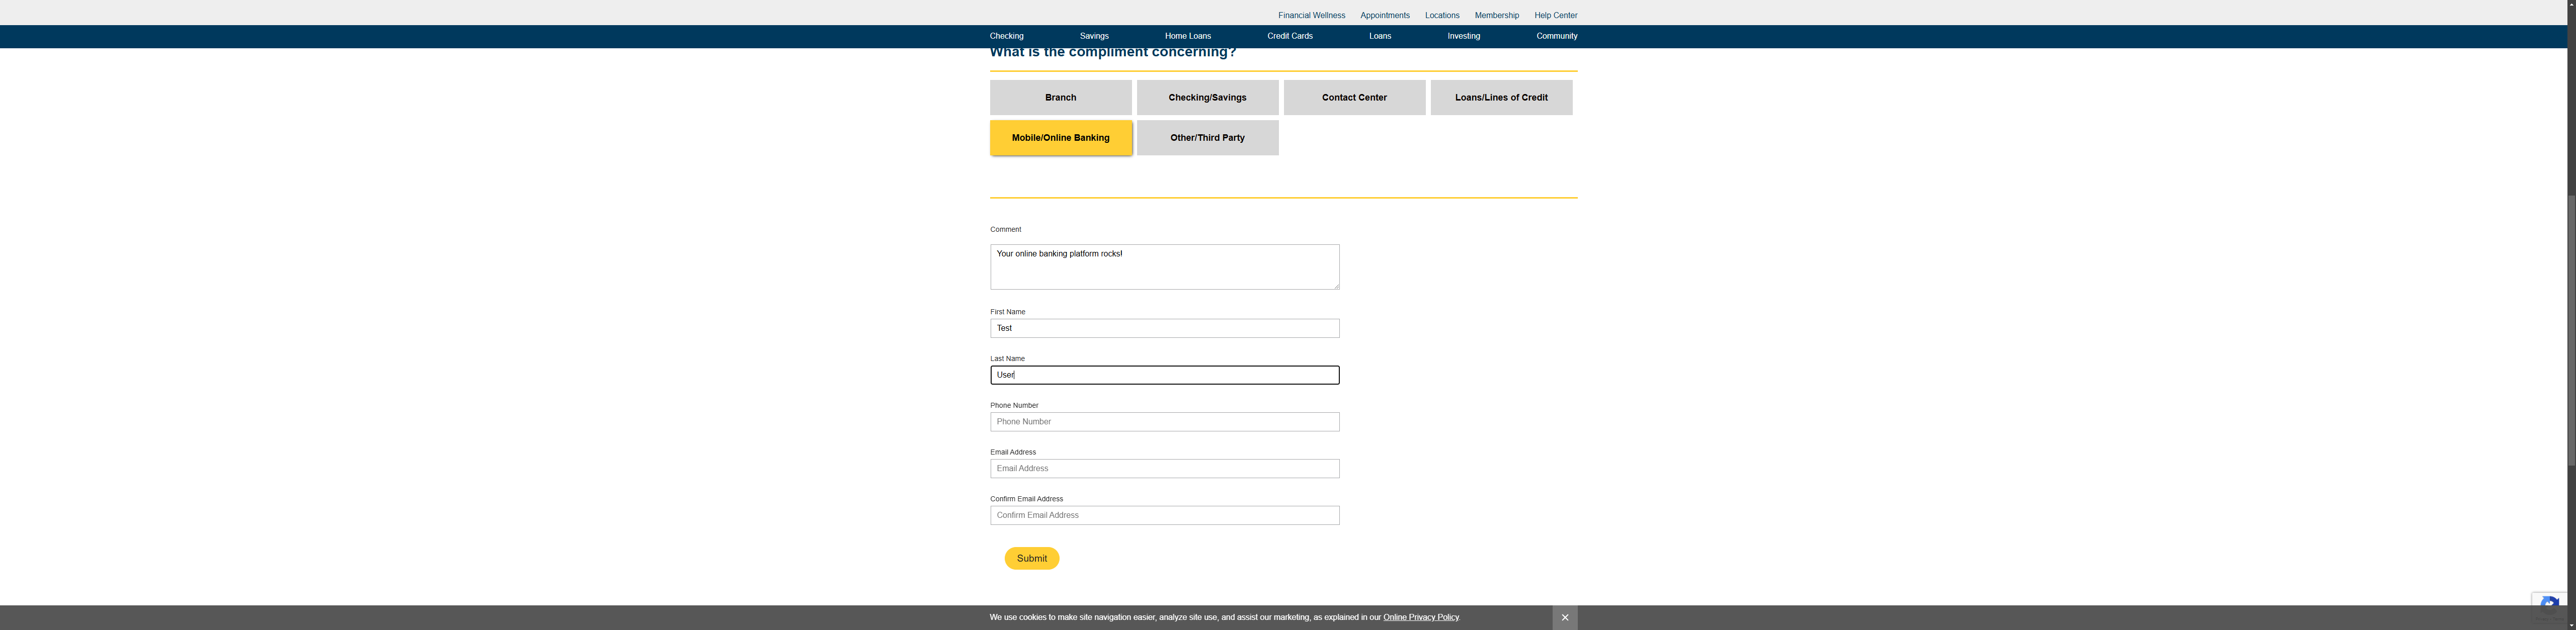 Financial Wellness Appointments Locations Membership Help Center
Checking Savings Home Loans Credit Cards Loans Investing Community
What is the compliment concerning?
Branch Checking/Savings Contact Center Loans/Lines of Credit
Mobile/Online Banking Other/Third Party
Comment
Your online banking platform rocks!
First Name
Test
Last Name
User
Phone Number
Phone Number
Email Address
Email Address
Confirm Email Address
Confirm Email Address
Submit
We use cookies to make site navigation easier, analyze site use, and assist our marketing, as explained in our Online Privacy Policy.